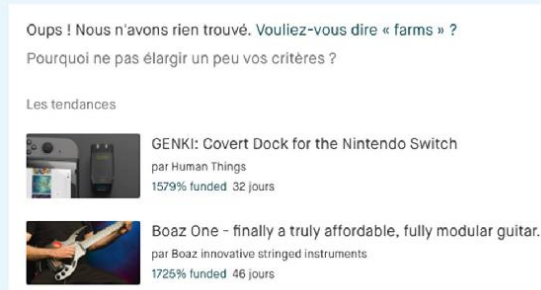 Oups ! Nous n'avons rien trouvé. Vouliez-vous dire « farms » ?
Pourquoi ne pas élargir un peu vos critères ?
Les tendances
GENKI: Covert Dock for the Nintendo Switch
par Human Things
1579% funded 32 jours
Boaz One - finally a truly affordable, fully modular guitar.
par Boaz innovative stringed instruments
1725% funded 46 jours